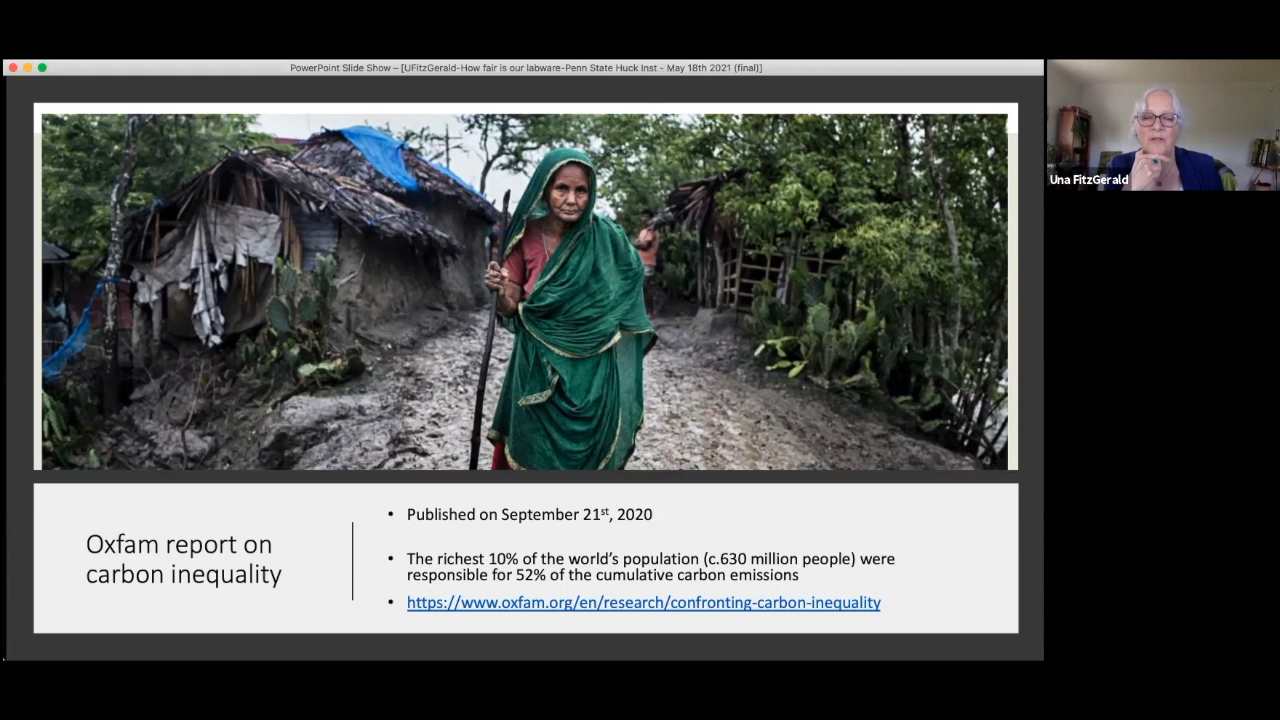 PowerPoint Slide Show – [UFitzGerald-How fair is our labware-Penn State Huck Inst - May 18th 2021 (final)]
Una FitzGerald
Oxfam report on
carbon inequality
• Published on September 21st, 2020
• The richest 10% of the world's population (c.630 million people) were
responsible for 52% of the cumulative carbon emissions
• https://www.oxfam.org/en/research/confronting-carbon-inequality